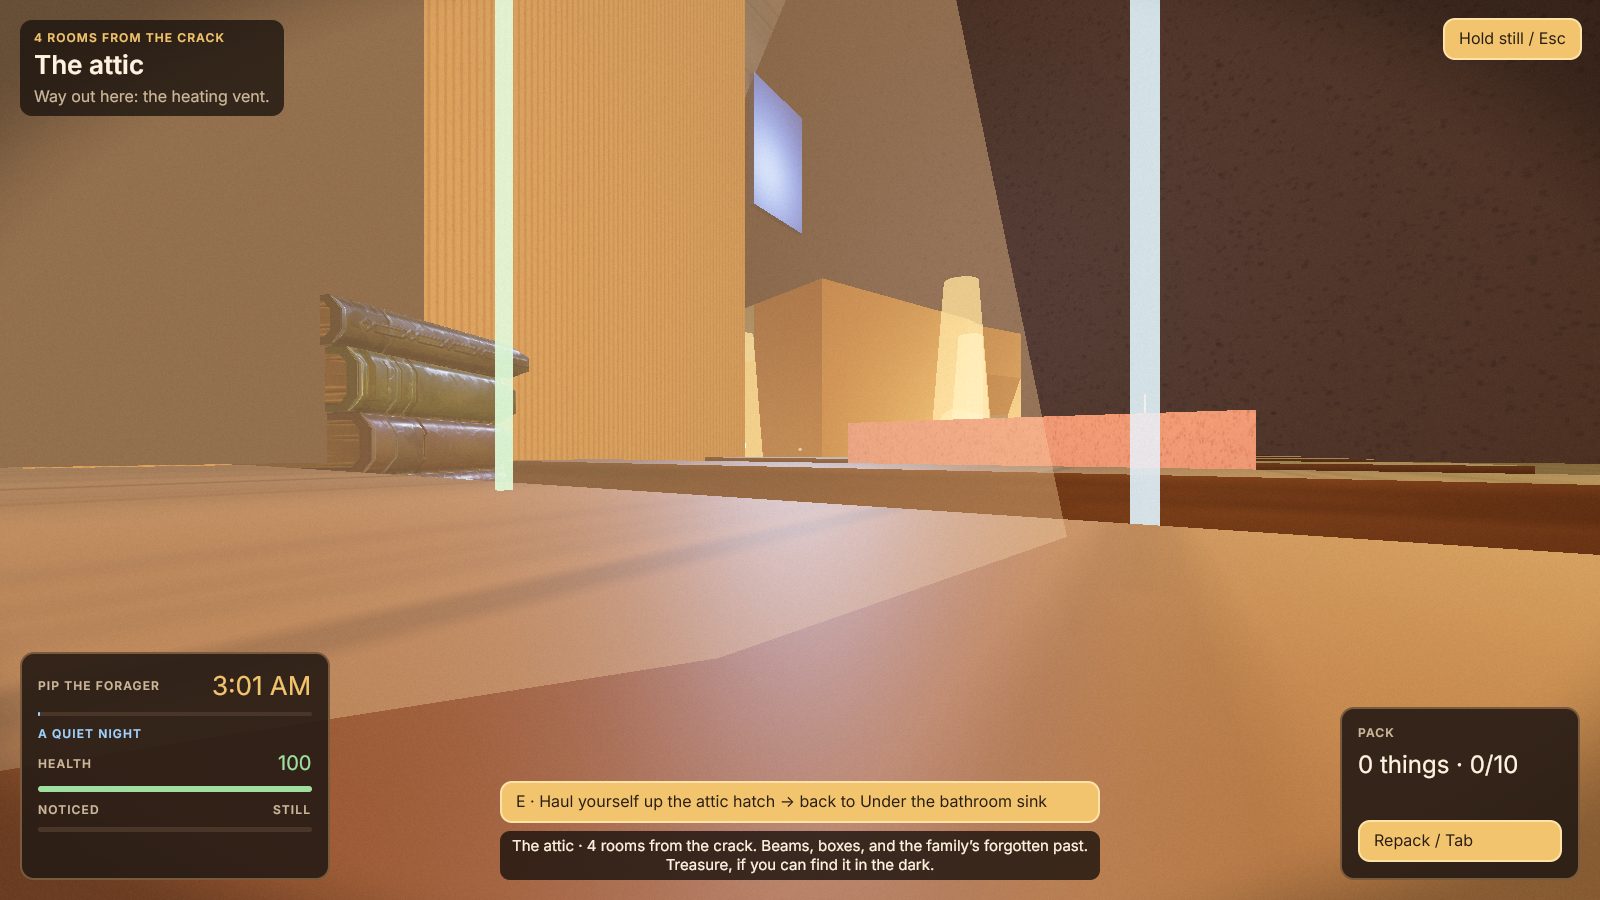 4 ROOMS FROM THE CRACK
The attic
Way out here: the heating vent.
Hold still / Esc
PIP THE FORAGER
3:01 AM
A QUIET NIGHT
HEALTH
100
NOTICED
STILL
E · Haul yourself up the attic hatch → back to Under the bathroom sink
The attic · 4 rooms from the crack. Beams, boxes, and the family’s forgotten past.
Treasure, if you can find it in the dark.
PACK
0 things · 0/10
Repack / Tab